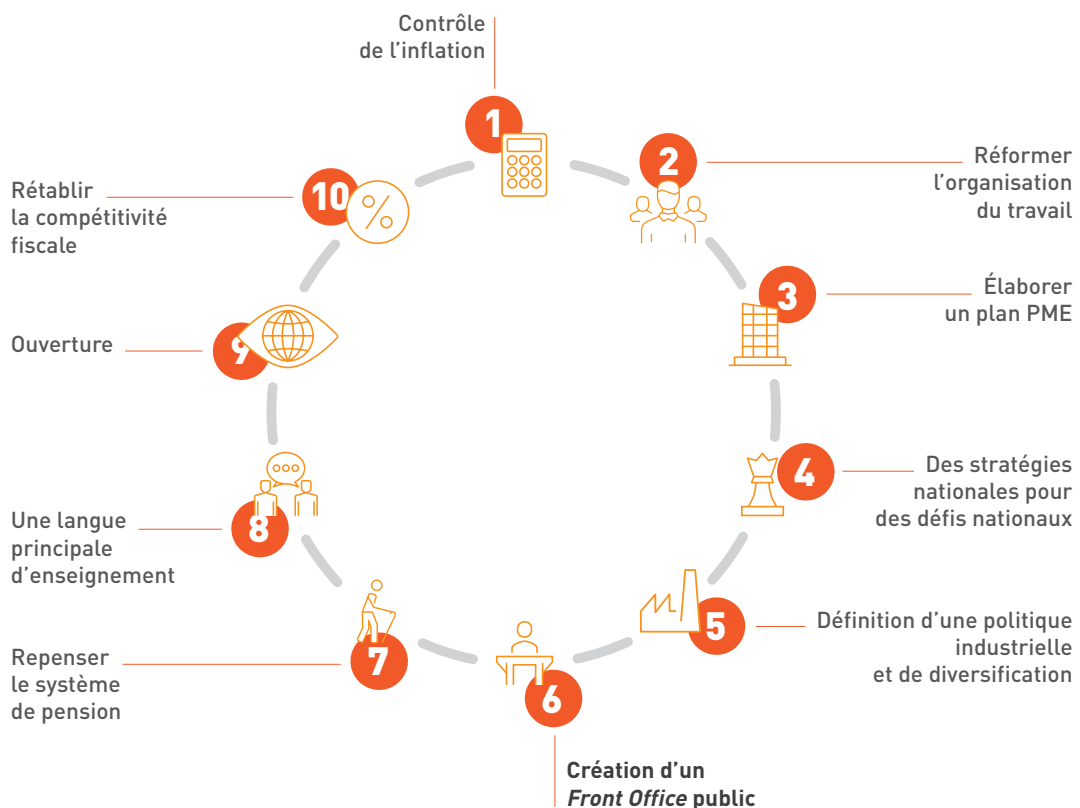 1
Contrôle
de l’inflation
2
Réformer
l’organisation
du travail
3
Élaborer
un plan PME
4
Des stratégies
nationales pour
des défis nationaux
5
Définition d’une politique
industrielle
et de diversification
6
Création d’un
Front Office public
7
Repenser
le système
de pension
8
Une langue
principale
d’enseignement
9
Ouverture
10
%
Rétablir
la compétitivité
fiscale